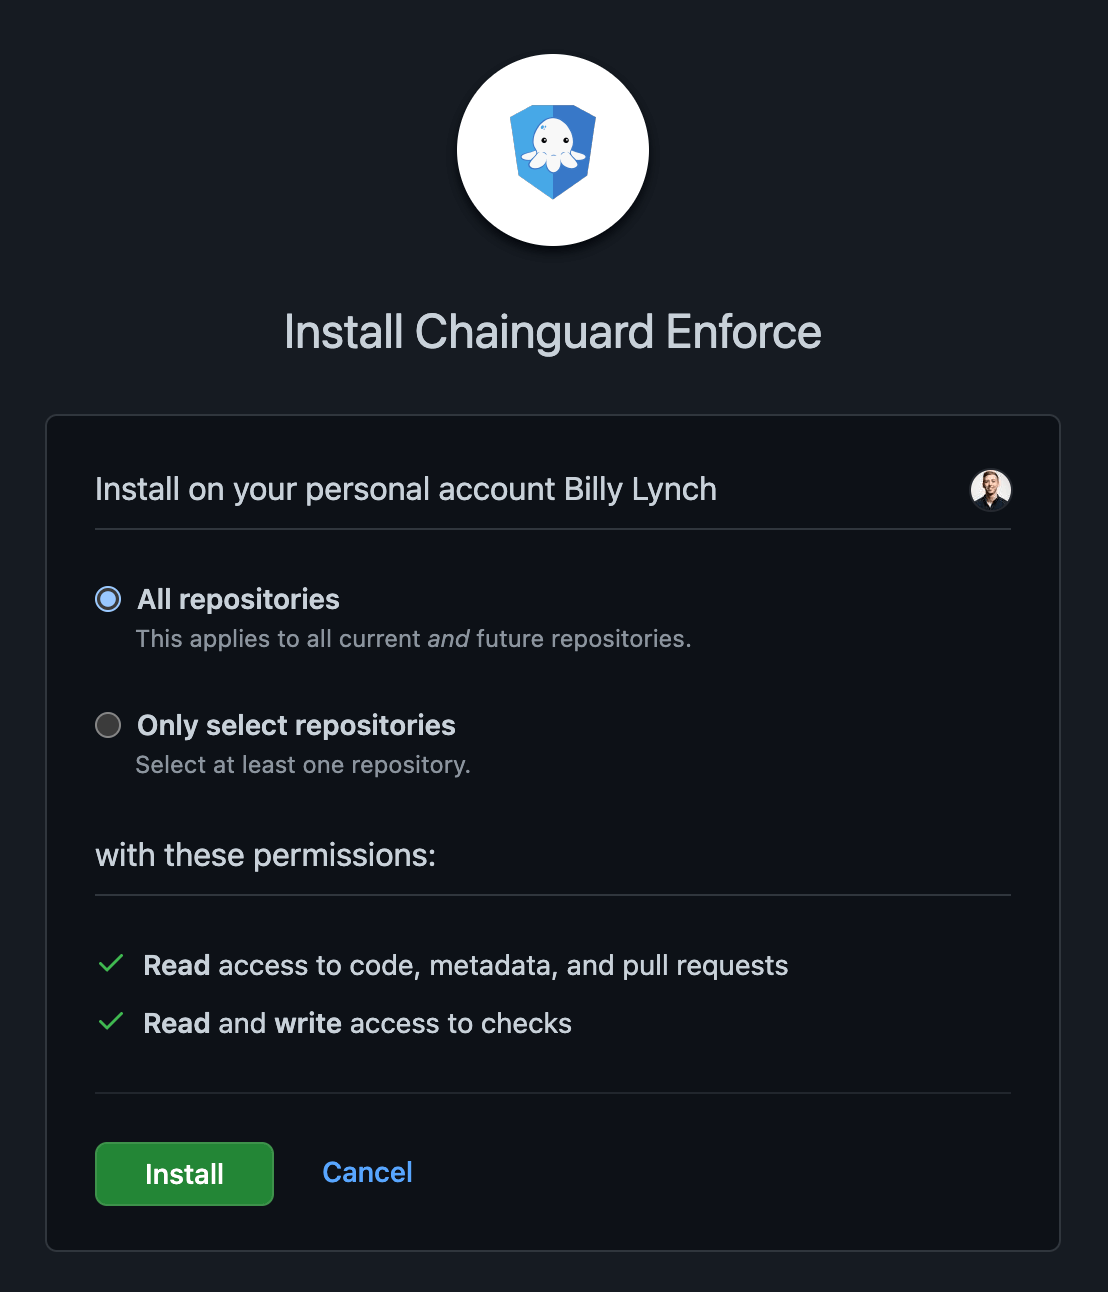 Install Chainguard Enforce
Install on your personal account Billy Lynch
All repositories
This applies to all current and future repositories.
Only select repositories
Select at least one repository.
with these permissions:
Read access to code, metadata, and pull requests
Read and write access to checks
Install Cancel